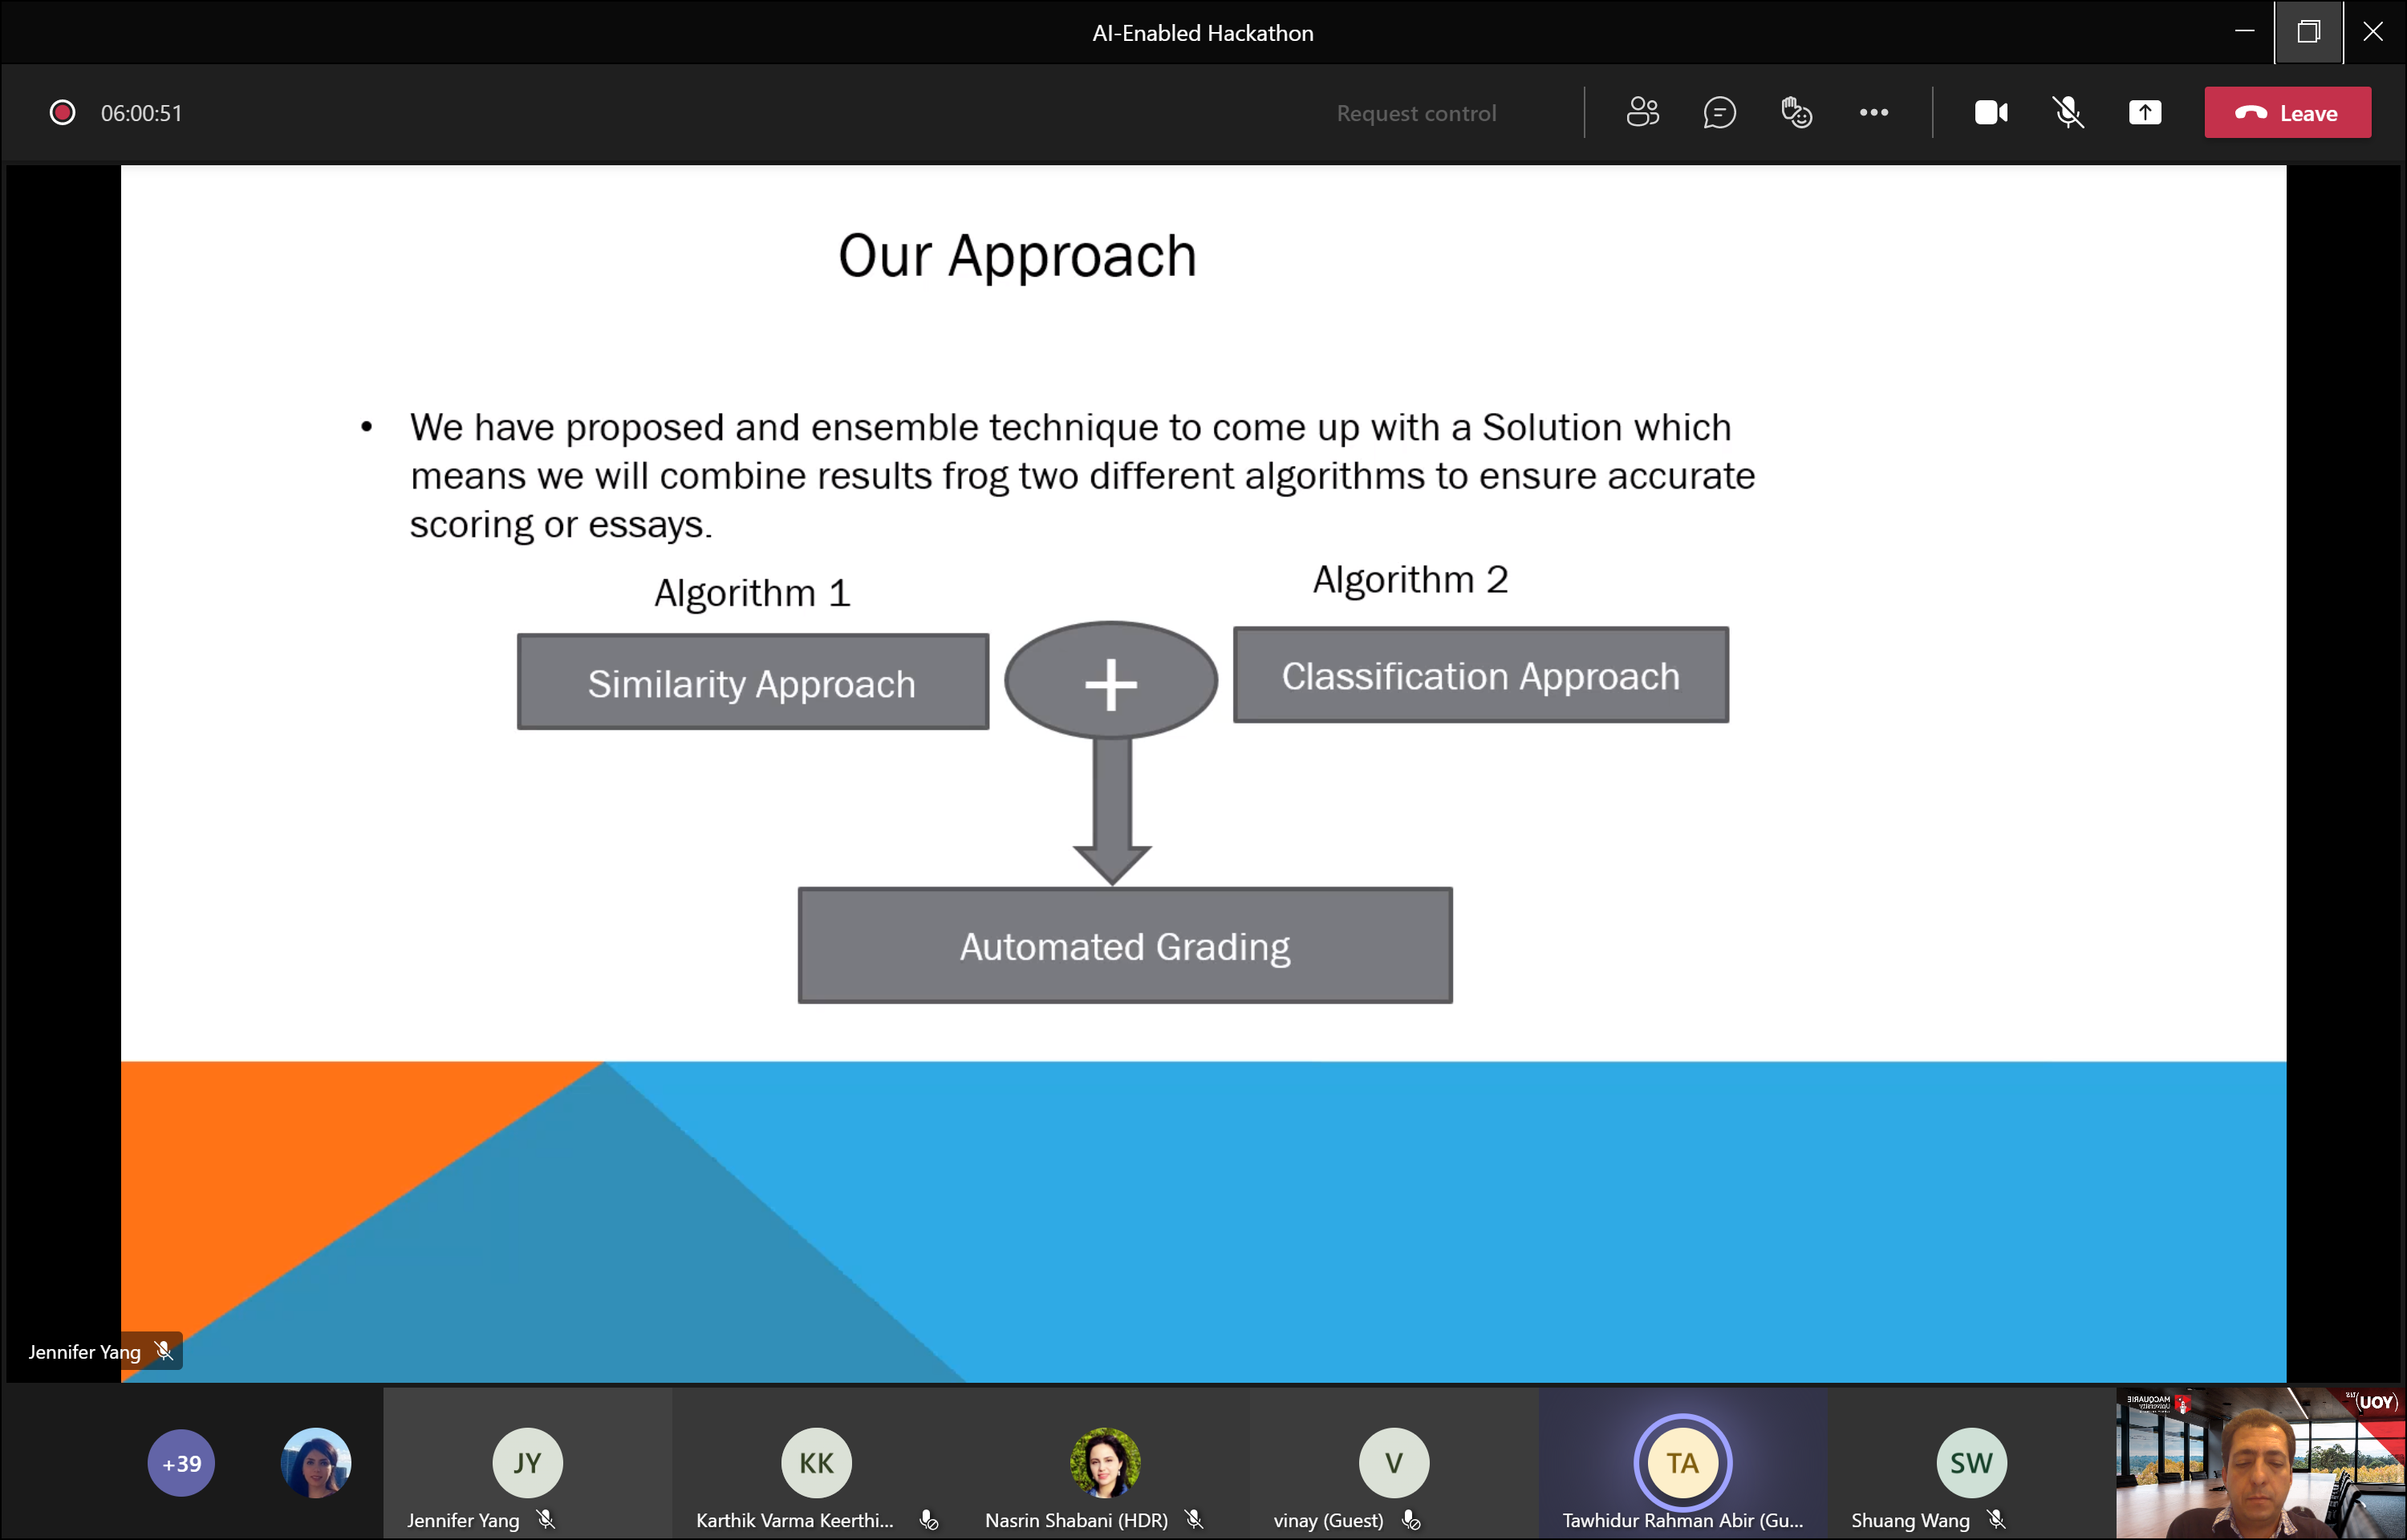 AI-Enabled Hackathon
06:00:51
Request control
Leave
Our Approach
• We have proposed and ensemble technique to come up with a Solution which
means we will combine results frog two different algorithms to ensure accurate
scoring or essays.
Algorithm 1
Algorithm 2
Similarity Approach
+
Classification Approach
Automated Grading
Jennifer Yang
+39
JY
KK
V
TA
SW
MACQUARIE
University
YOU
Jennifer Yang
Karthik Varma Keerthi...
Nasrin Shabani (HDR)
vinay (Guest)
Tawhidur Rahman Abir (Gu...
Shuang Wang